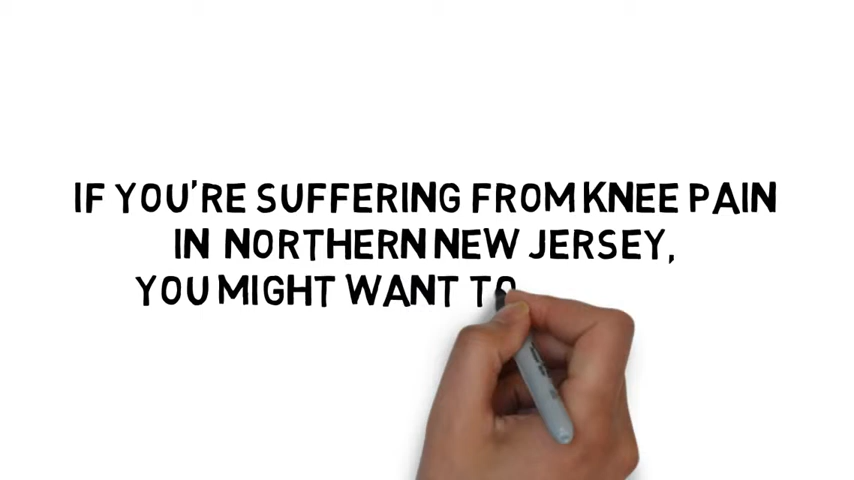 IF YOU'RE SUFFERING FROM KNEE PAIN
IN NORTHERN NEW JERSEY,
YOU MIGHT WANT TO